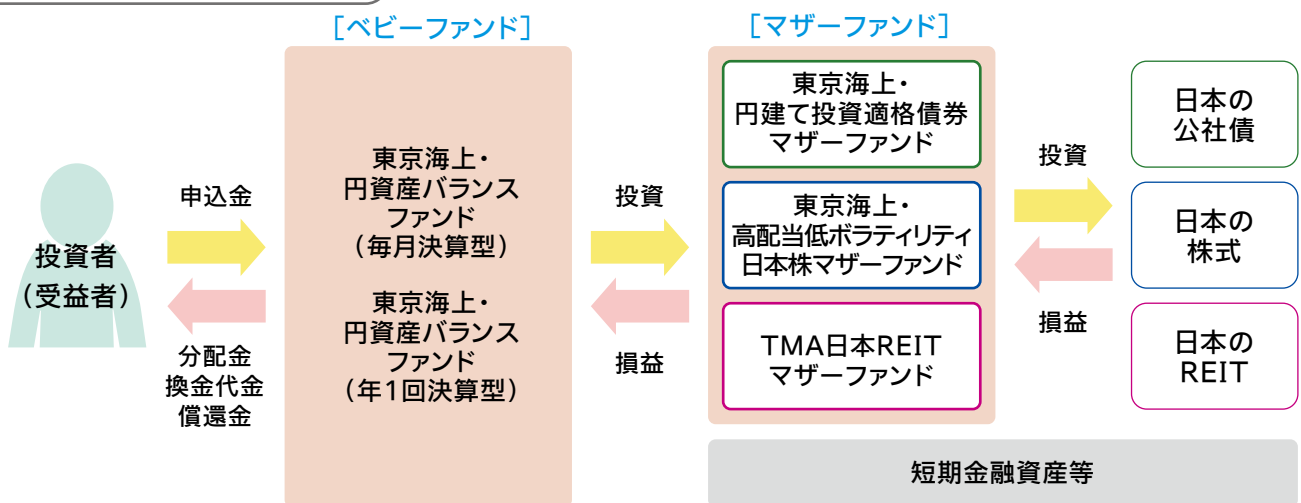 ［ベビーファンド］
［マザーファンド］
投資者
（受益者）
申込金
分配金
換金代金
償還金
東京海上・
円資産バランス
ファンド
（毎月決算型）
東京海上・
円資産バランス
ファンド
（年1回決算型）
投資
損益
東京海上・
円建て投資適格債券
マザーファンド
東京海上・
高配当低ボラティリティ
日本株マザーファンド
TMA日本REIT
マザーファンド
短期金融資産等
投資
損益
日本の
公社債
日本の
株式
日本の
REIT